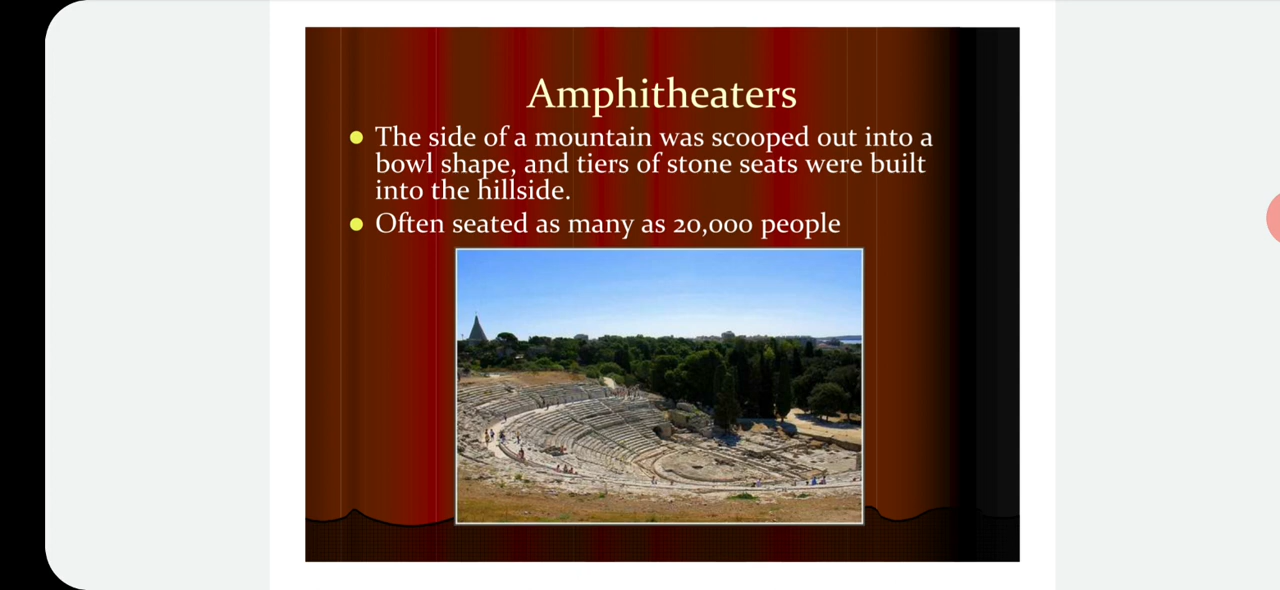 Amphitheaters
The side of a mountain was scooped out into a
bowl shape, and tiers of stone seats were built
into the hillside.
Often seated as many as 20,000 people